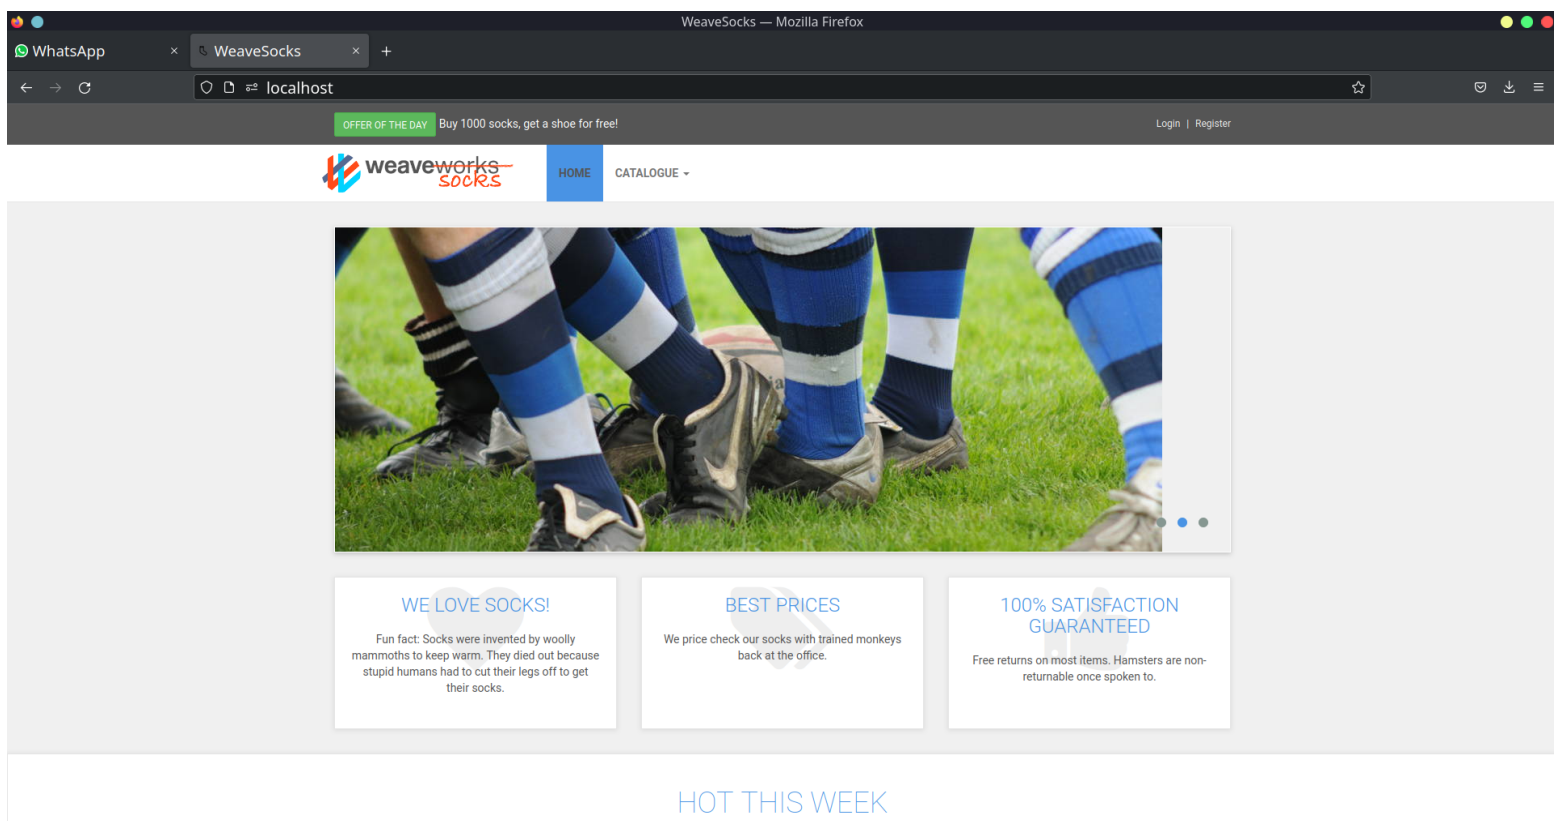 WeaveSocks — Mozilla Firefox
WhatsApp
WeaveSocks
localhost
OFFER OF THE DAY Buy 1000 socks, get a shoe for free!
Login | Register
weaveworks
socks
HOME
CATALOGUE
WE LOVE SOCKS!
Fun fact: Socks were invented by woolly
mammoths to keep warm. They died out because
stupid humans had to cut their legs off to get
their socks.
BEST PRICES
We price check our socks with trained monkeys
back at the office.
100% SATISFACTION
GUARANTEED
Free returns on most items. Hamsters are non-
returnable once spoken to.
HOT THIS WEEK